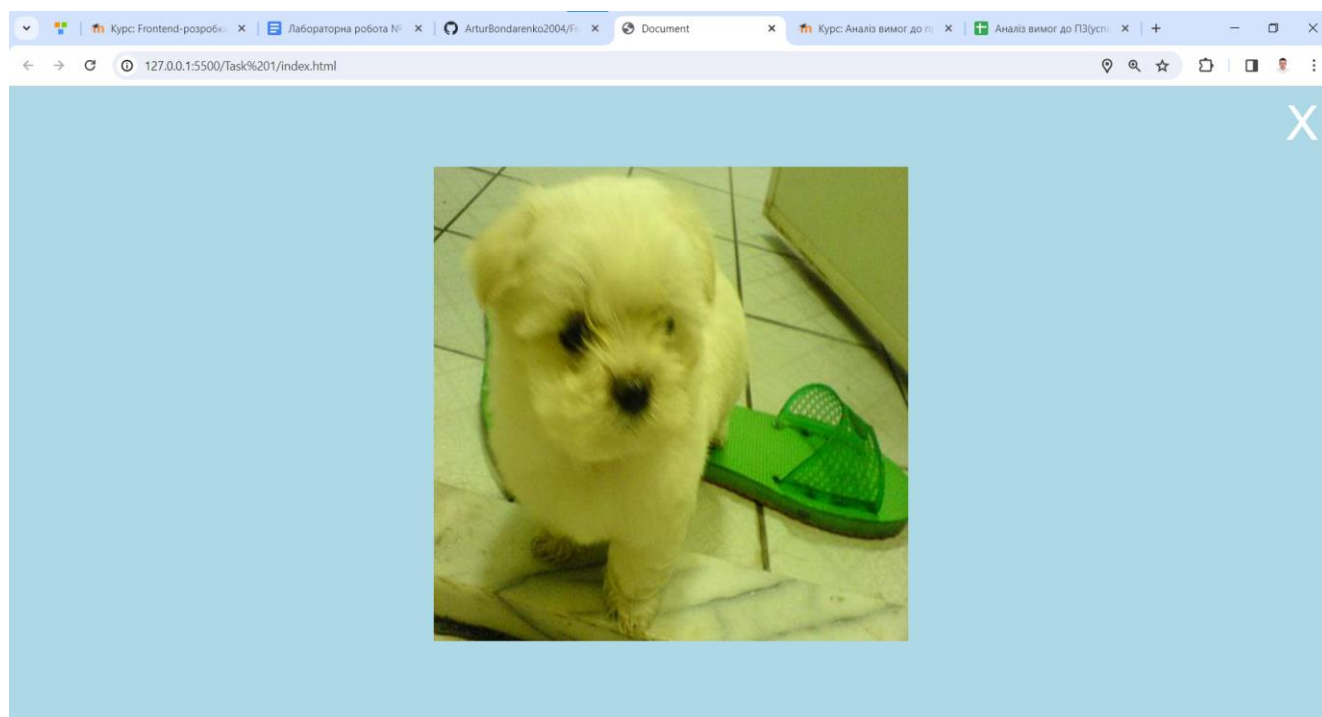 Курс: Frontend-розробка
Лабораторна робота №
ArturBondarenko2004/Fr
Document
Курс: Аналіз вимог до п
Аналіз вимог до ПЗ(успі
127.0.0.1:5500/Task%201/index.html
X